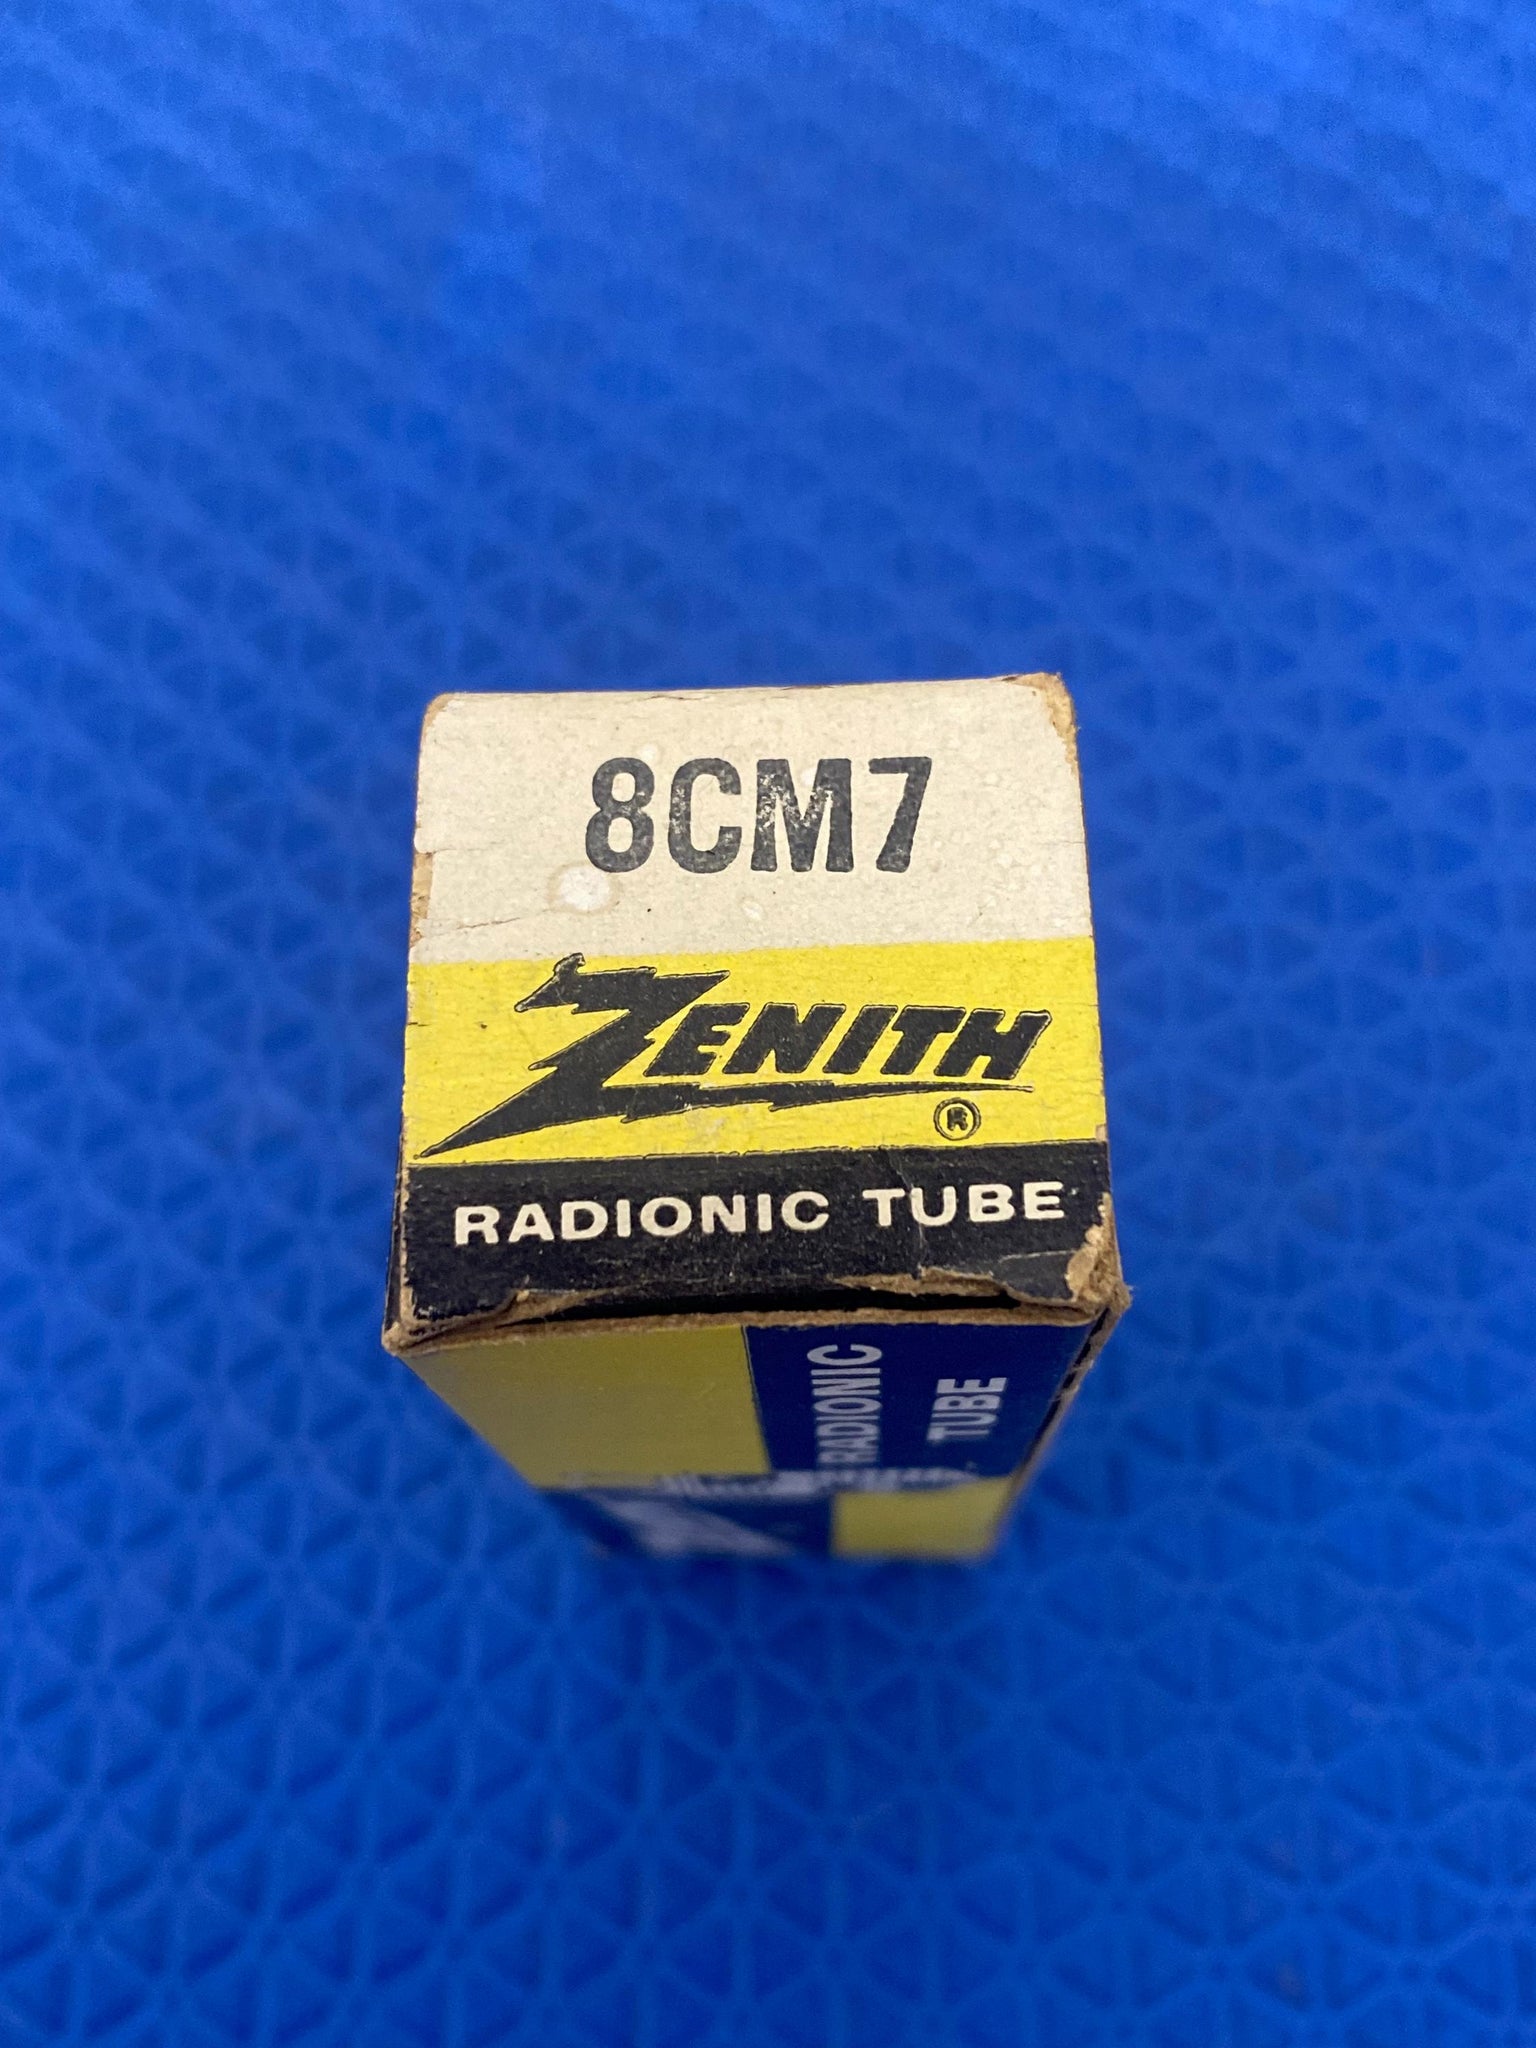 8CM7
ZENITH
®
RADIONIC TUBE
RADIONIC
TUBE